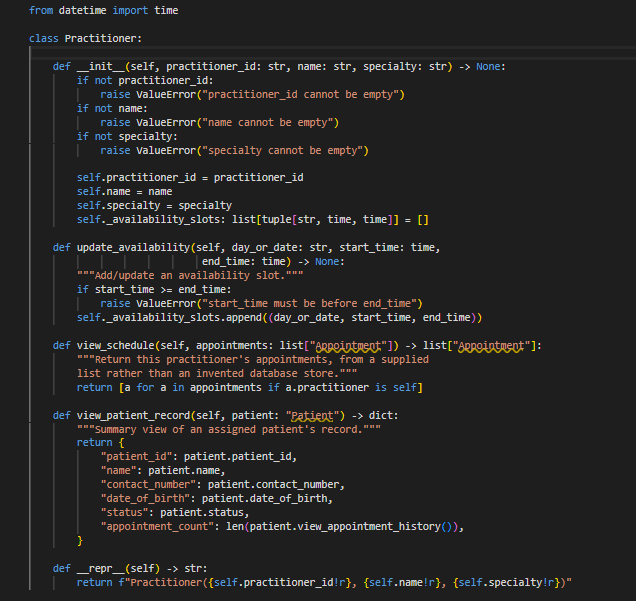 from datetime import time
class Practitioner:
def __init__(self, practitioner_id: str, name: str, specialty: str) -> None:
if not practitioner_id:
raise ValueError("practitioner_id cannot be empty")
if not name:
raise ValueError("name cannot be empty")
if not specialty:
raise ValueError("specialty cannot be empty")
self.practitioner_id = practitioner_id
self.name = name
self.specialty = specialty
self._availability_slots: list[tuple[str, time, time]] = []
def update_availability(self, day_or_date: str, start_time: time,
end_time: time) -> None:
"""Add/update an availability slot."""
if start_time >= end_time:
raise ValueError("start_time must be before end_time")
self._availability_slots.append((day_or_date, start_time, end_time))
def view_schedule(self, appointments: list["Appointment"]) -> list["Appointment"]:
"""Return this practitioner's appointments, from a supplied
list rather than an invented database store."""
return [a for a in appointments if a.practitioner is self]
def view_patient_record(self, patient: "Patient") -> dict:
"""Summary view of an assigned patient's record."""
return {
"patient_id": patient.patient_id,
"name": patient.name,
"contact_number": patient.contact_number,
"date_of_birth": patient.date_of_birth,
"status": patient.status,
"appointment_count": len(patient.view_appointment_history()),
}
def __repr__(self) -> str:
return f"Practitioner({self.practitioner_id!r}, {self.name!r}, {self.specialty!r})"